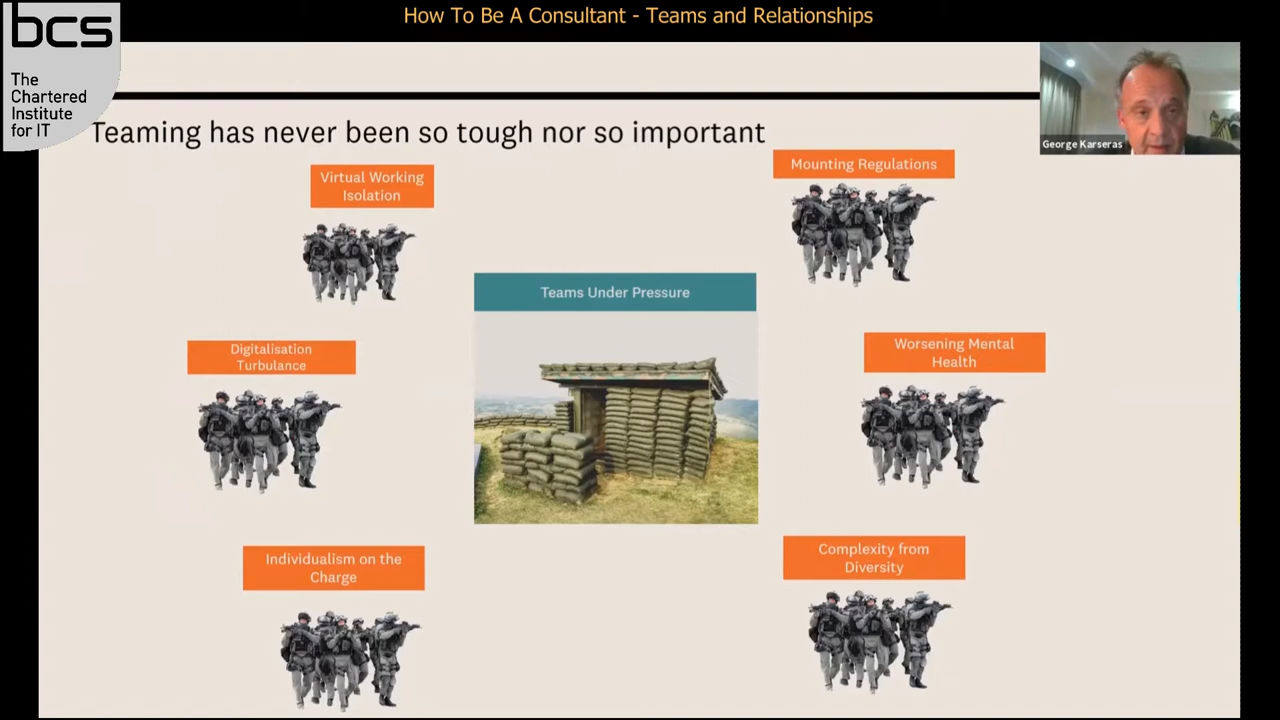 How To Be A Consultant - Teams and Relationships
bcs
The
Chartered
Institute
for IT
Teaming has never been so tough nor so important
George Karseras
Virtual Working
Isolation
Mounting Regulations
Teams Under Pressure
Digitalisation
Turbulance
Worsening Mental
Health
Individualism on the
Charge
Complexity from
Diversity